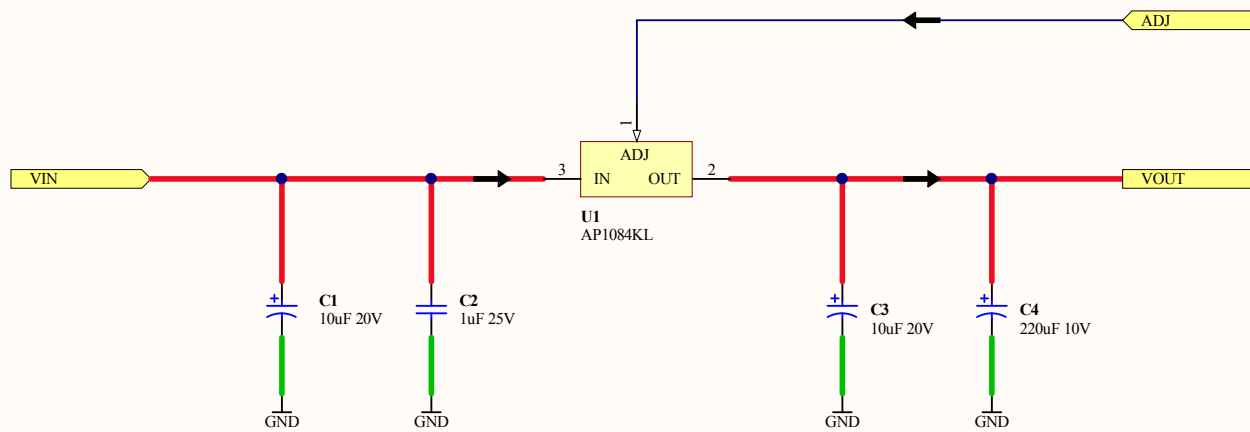 ADJ
1
ADJ
VIN
3
IN
OUT
2
VOUT
U1
AP1084KL
+
C1
10uF 20V
C2
1uF 25V
+
C3
10uF 20V
+
C4
220uF 10V
GND
GND
GND
GND